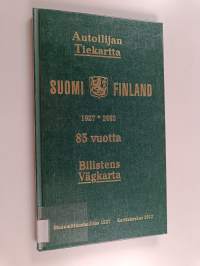 Autoilijan
Tiekartta
SUOMI FINLAND
1927 * 2012
85 vuotta
Bilistens
Vägkarta